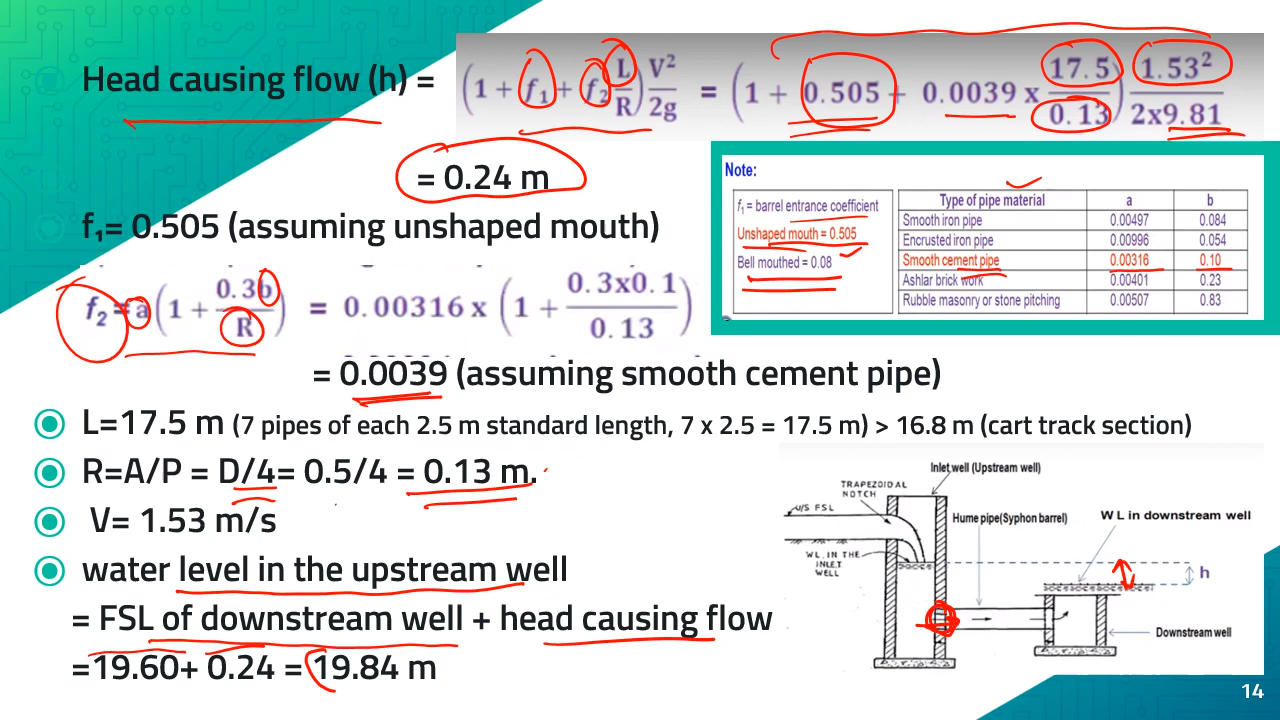 Head causing flow (h) = (1 + f₁ + f₂ L/R) V²/2g = (1 + 0.505 + 0.0039 x 17.5/0.13) 1.53²/2x9.81
= 0.24 m
f₁= 0.505 (assuming unshaped mouth)
Note:
f₁ = barrel entrance coefficient
Unshaped mouth = 0.505
Bell mouthed = 0.08
Type of pipe material a b
Smooth iron pipe 0.00497 0.084
Encrusted iron pipe 0.00996 0.054
Smooth cement pipe 0.00316 0.10
Ashlar brick work 0.00401 0.23
Rubble masonry or stone pitching 0.00507 0.83
f₂ = a(1 + 0.3b/R) = 0.00316 x (1 + 0.3x0.1/0.13)
= 0.0039 (assuming smooth cement pipe)
L=17.5 m (7 pipes of each 2.5 m standard length, 7 x 2.5 = 17.5 m) > 16.8 m (cart track section)
R=A/P = D/4= 0.5/4 = 0.13 m.
V= 1.53 m/s
water level in the upstream well
= FSL of downstream well + head causing flow
=19.60+ 0.24 = 19.84 m
Inlet well (Upstream well)
TRAPEZOIDAL
NOTCH
U/S FSL
Hume pipe(Syphon barrel)
W L in downstream well
WL. IN THE
INLET
WELL
h
Downstream well
14